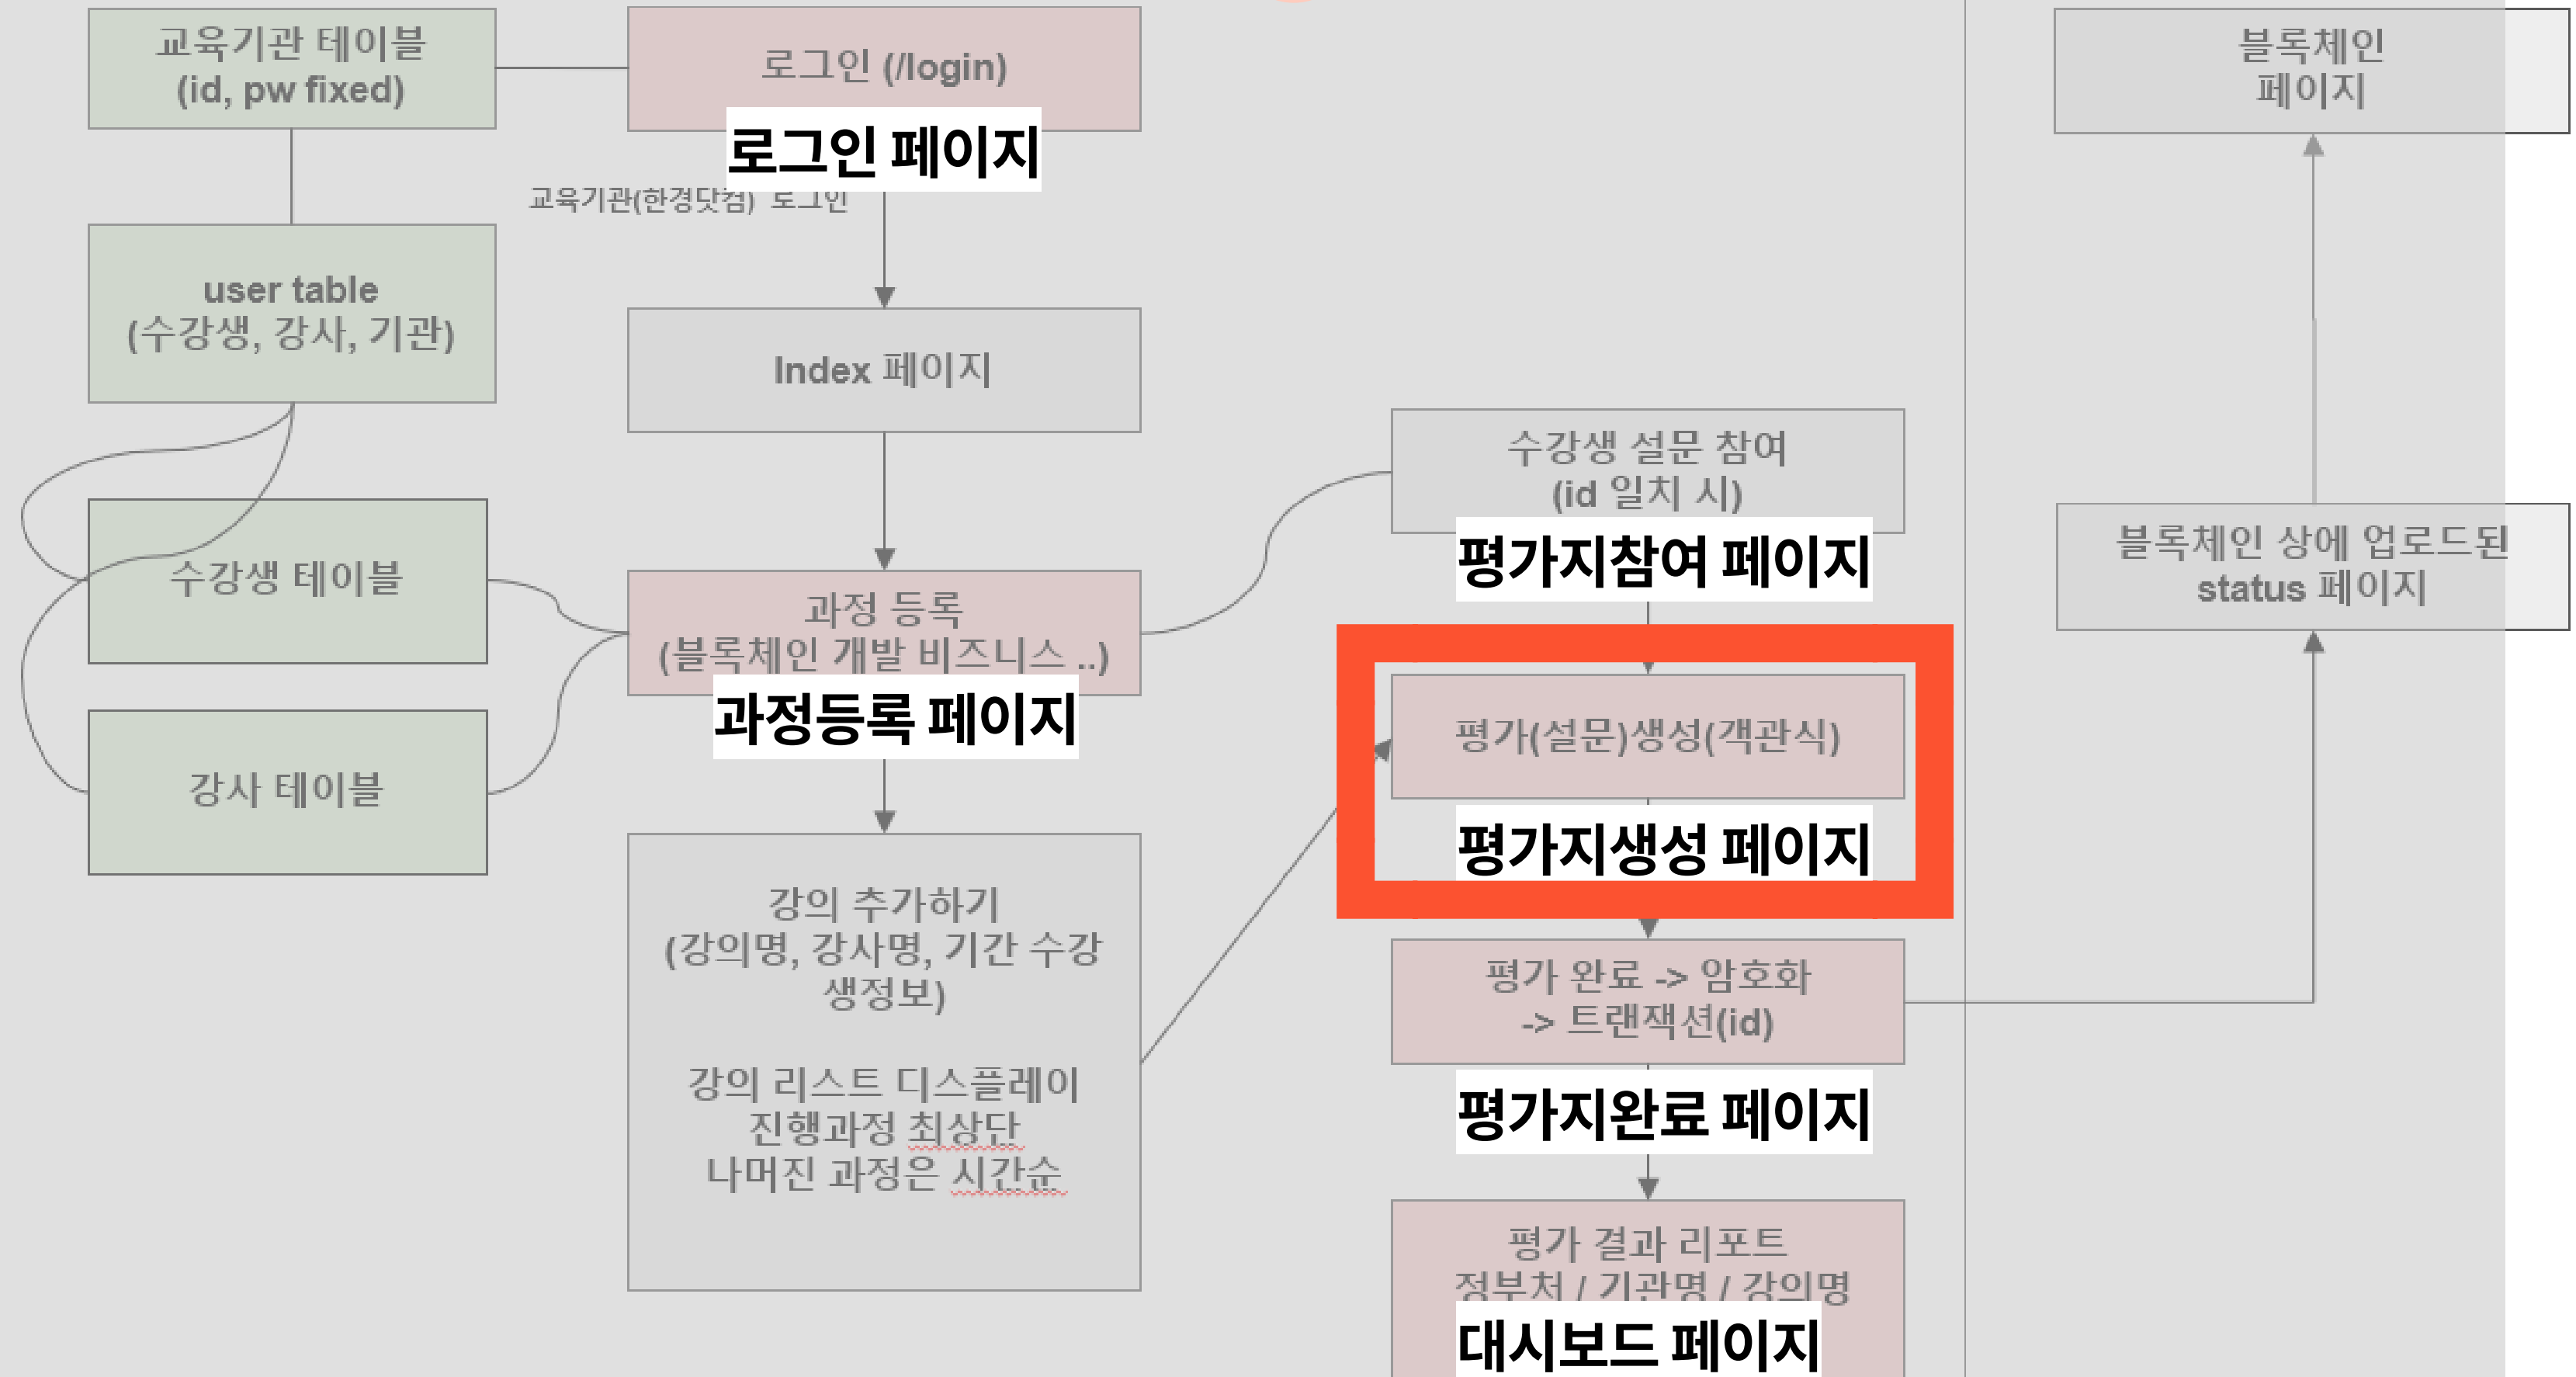 교육기관 테이블
(id, pw fixed)
로그인 (/login)
로그인 페이지
교육기관(한경닷컴) 로그인
user table
(수강생, 강사, 기관)
Index 페이지
수강생 테이블
강사 테이블
과정 등록
(블록체인 개발 비즈니스 ..)
과정등록 페이지
강의 추가하기
(강의명, 강사명, 기간 수강
생정보)
강의 리스트 디스플레이
진행과정 최상단
나머진 과정은 시간순
수강생 설문 참여
(id 일치 시)
평가지참여 페이지
평가(설문)생성(객관식)
평가지생성 페이지
평가 완료 -> 암호화
-> 트랜잭션(id)
평가지완료 페이지
평가 결과 리포트
정부처 / 기관명 / 강의명
대시보드 페이지
블록체인
페이지
블록체인 상에 업로드된
status 페이지